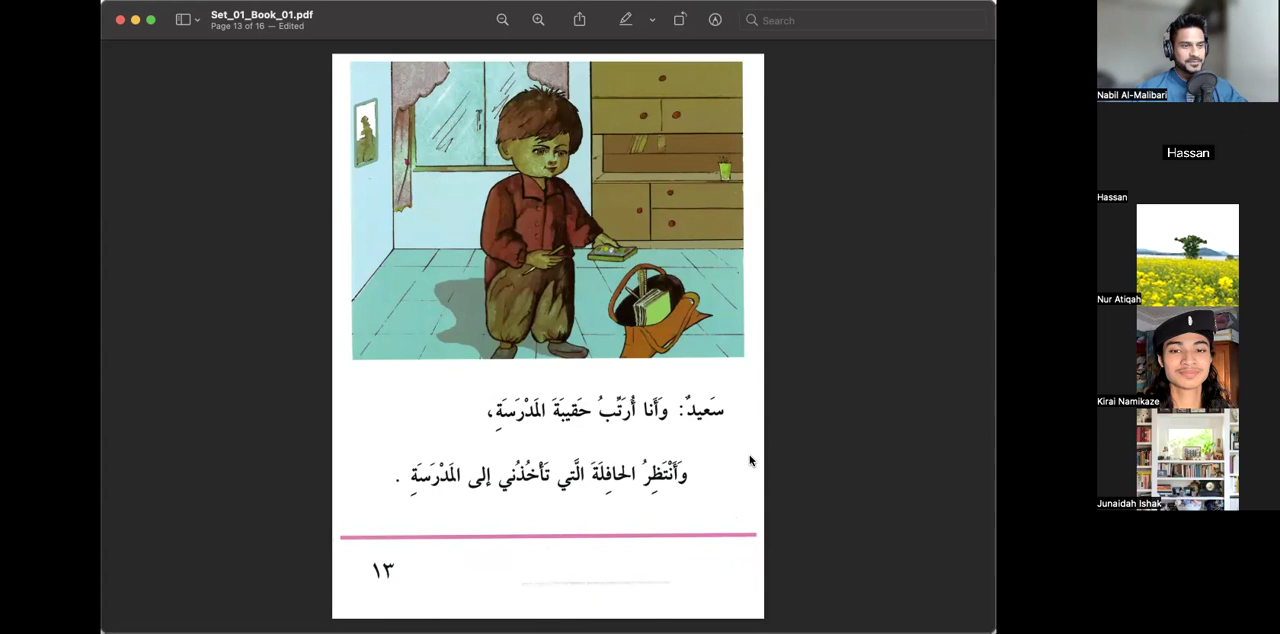 Set_01_Book_01.pdf
Page 13 of 16 — Edited
Search
سَعيدٌ: وَأَنا أُرَتِّبُ حَقيبَةَ المَدْرَسَةِ،
وَأَنْتَظِرُ الحافِلَةَ الَّتي تَأْخُذُني إلى المَدْرَسَةِ .
١٣
Nabil Al-Malibari
Hassan
Hassan
Nur Atiqah
Kirai Namikaze
Junaidah Ishak